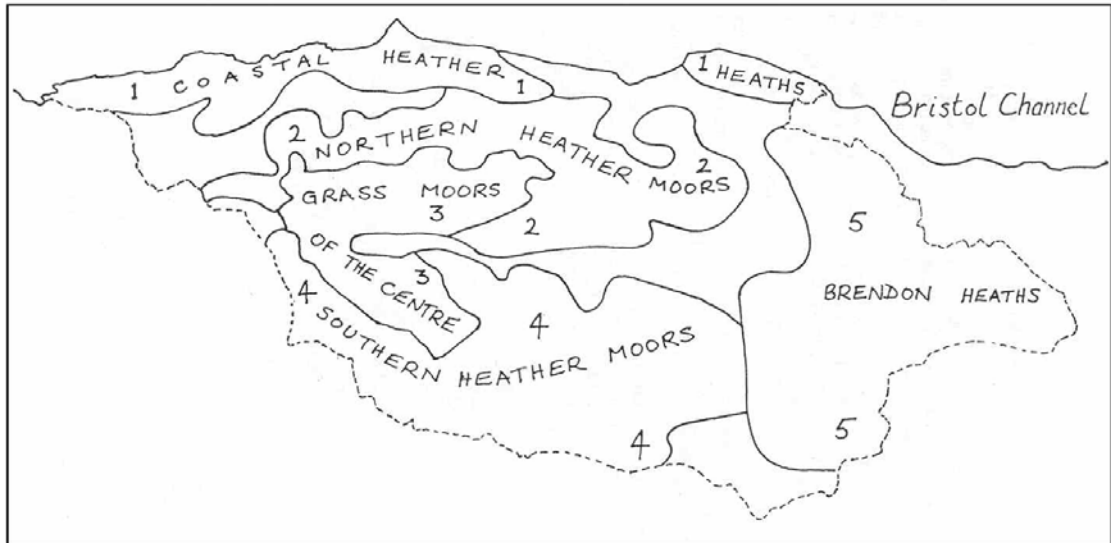 1 COASTAL HEATHER 1
1 HEATHS
Bristol Channel
2 NORTHERN HEATHER MOORS 2
GRASS MOORS
3
2
OF THE CENTRE
3
4
4
SOUTHERN HEATHER MOORS
4
5
BRENDON HEATHS
5